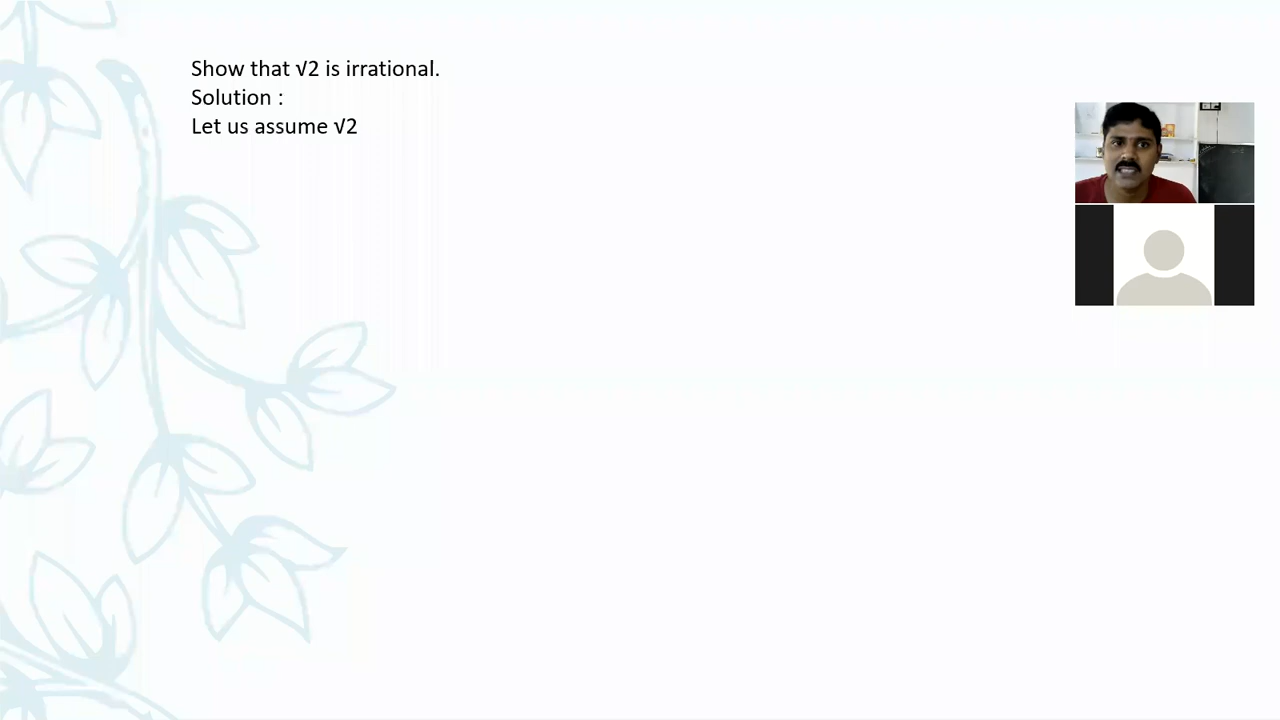 Show that √2 is irrational.
Solution :
Let us assume √2